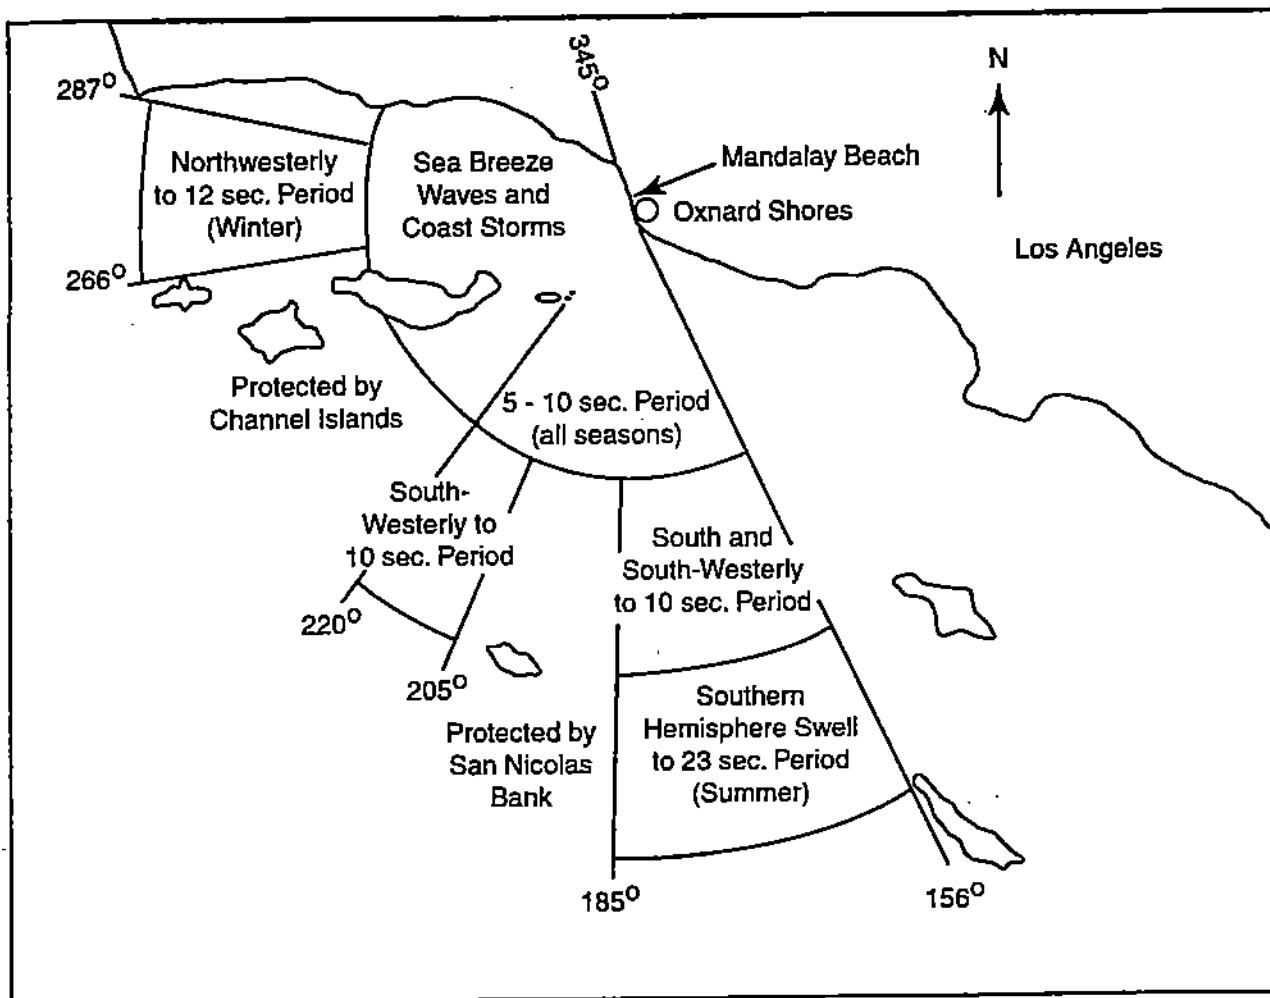 345°
N
287°
Mandalay Beach
Northwesterly
to 12 sec. Period
(Winter)
Sea Breeze
Waves and
Coast Storms
Oxnard Shores
Los Angeles
266°
Protected by
Channel Islands
5 - 10 sec. Period
(all seasons)
South-
Westerly to
10 sec. Period
South and
South-Westerly
to 10 sec. Period
220°
205°
Protected by
San Nicolas
Bank
Southern
Hemisphere Swell
to 23 sec. Period
(Summer)
185°
156°